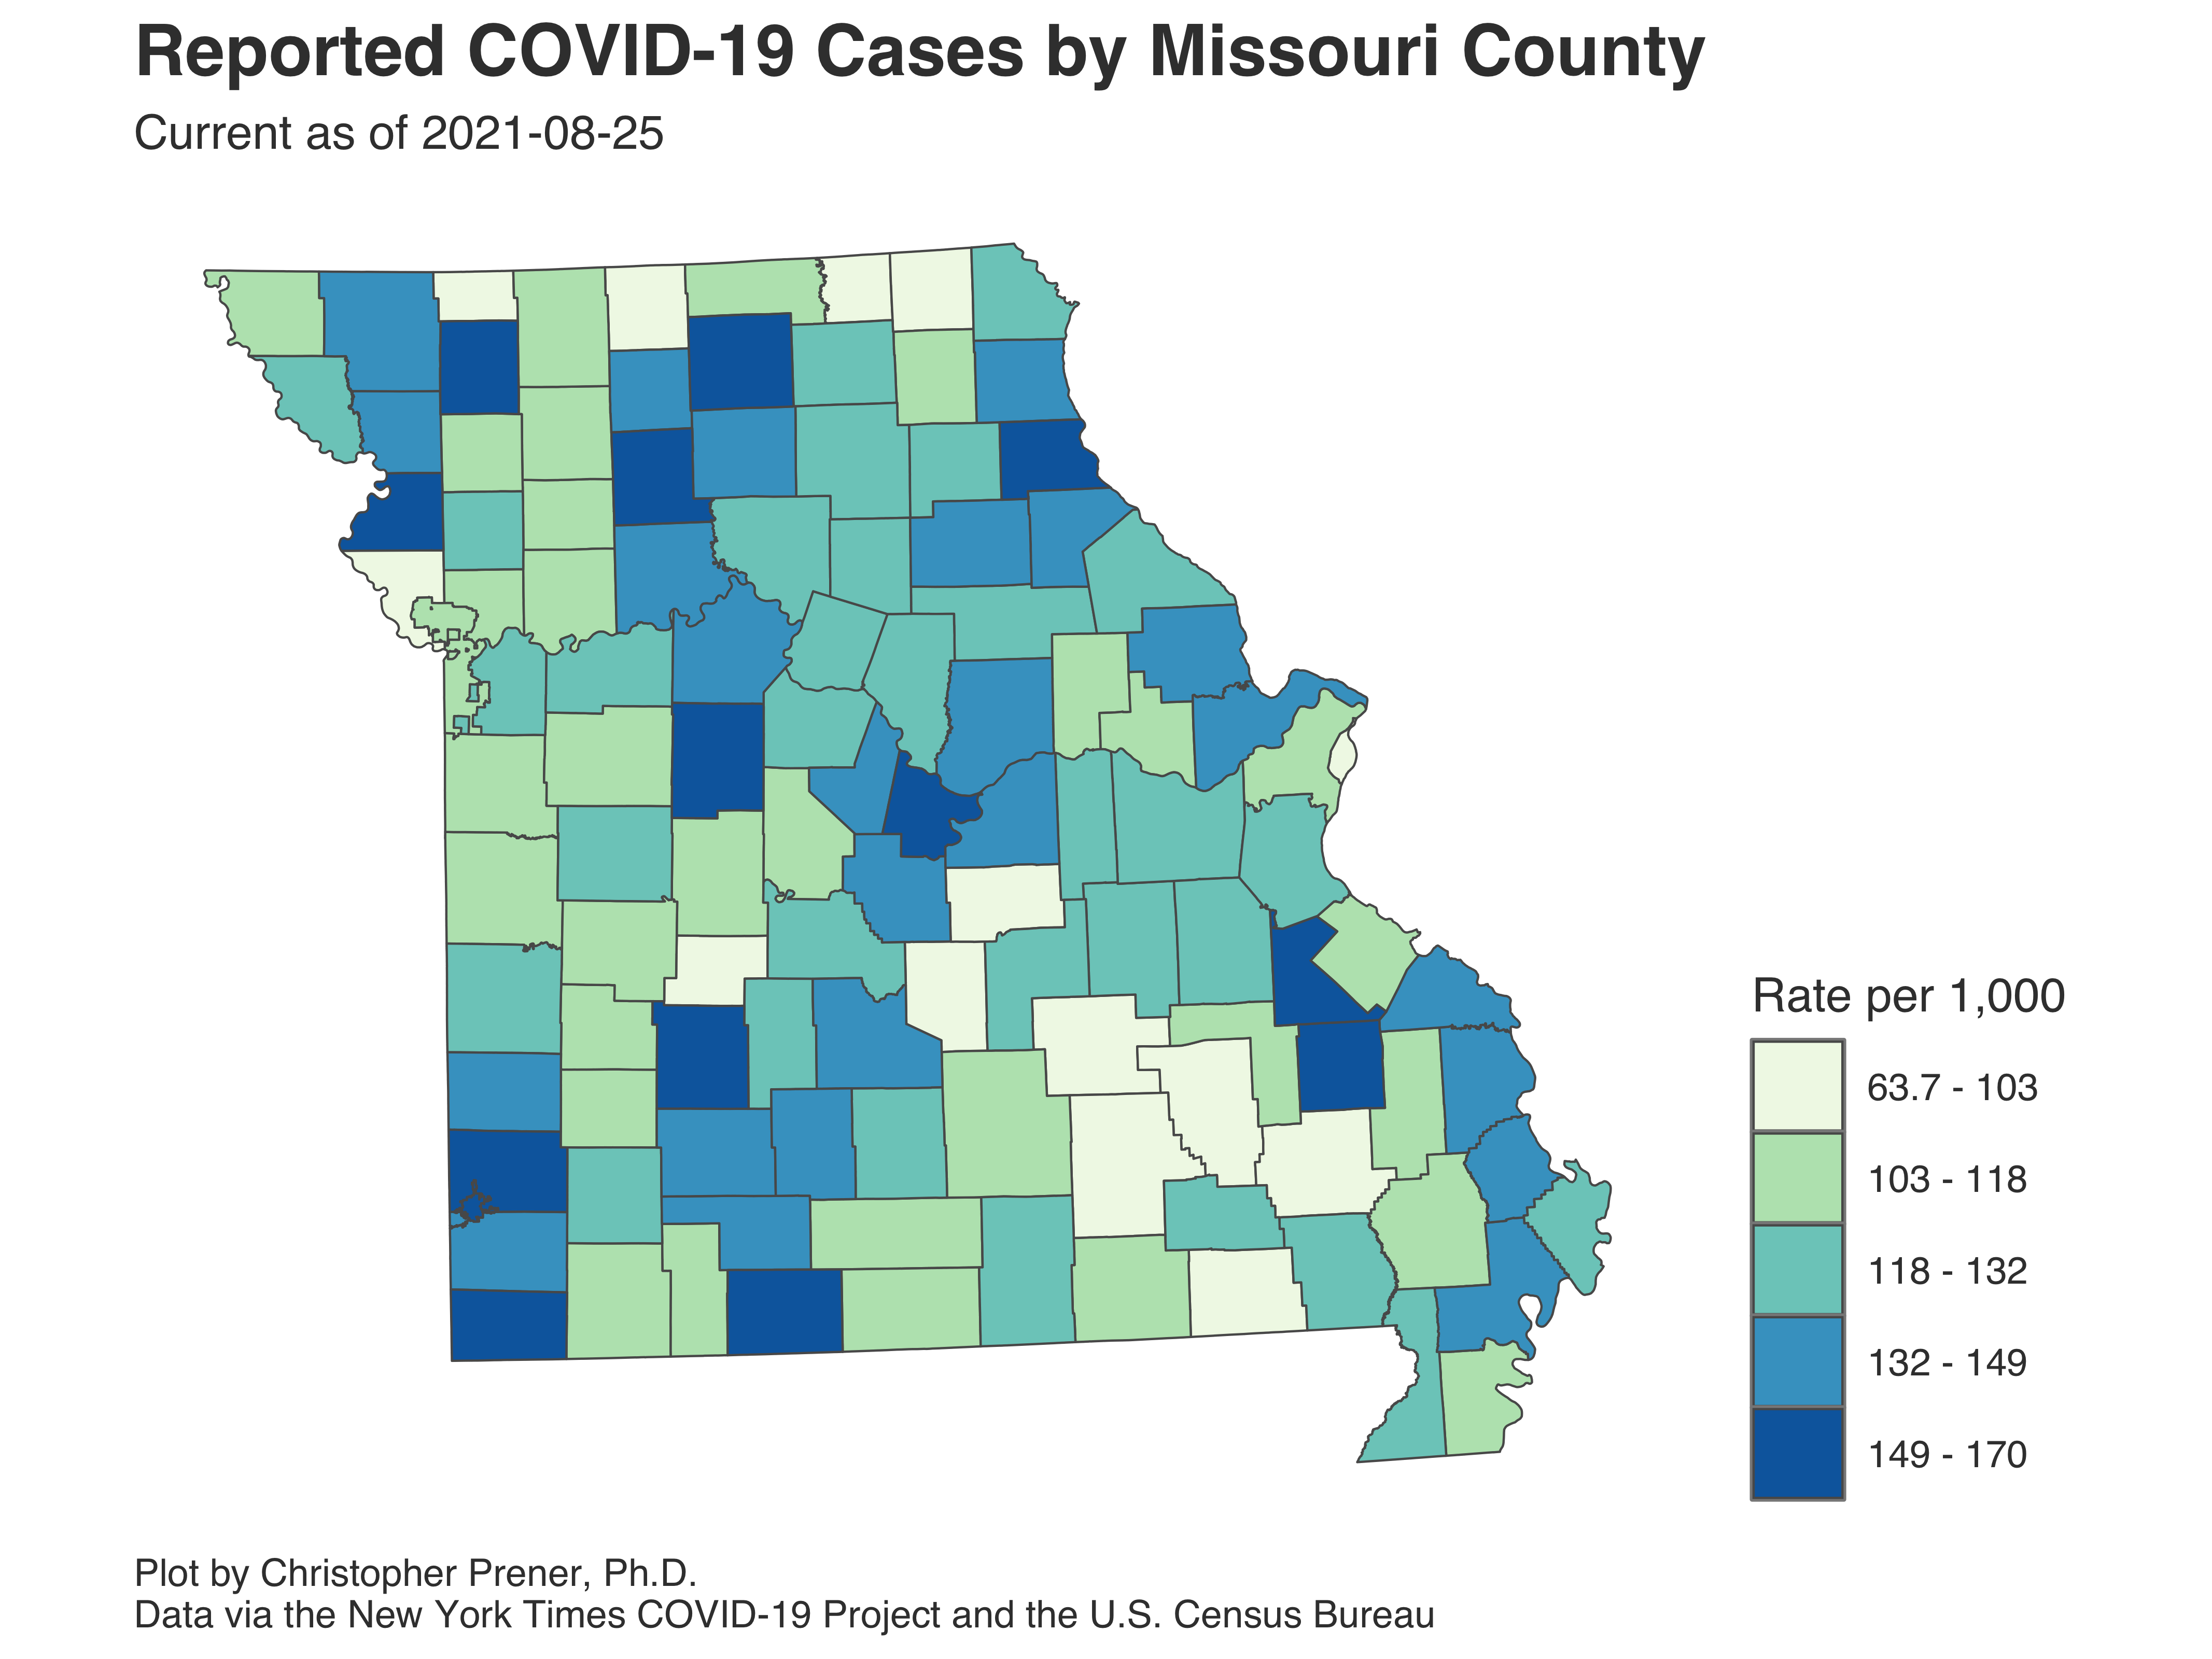 Reported COVID-19 Cases by Missouri County
Current as of 2021-08-25
Rate per 1,000
63.7 - 103
103 - 118
118 - 132
132 - 149
149 - 170
Plot by Christopher Prener, Ph.D.
Data via the New York Times COVID-19 Project and the U.S. Census Bureau